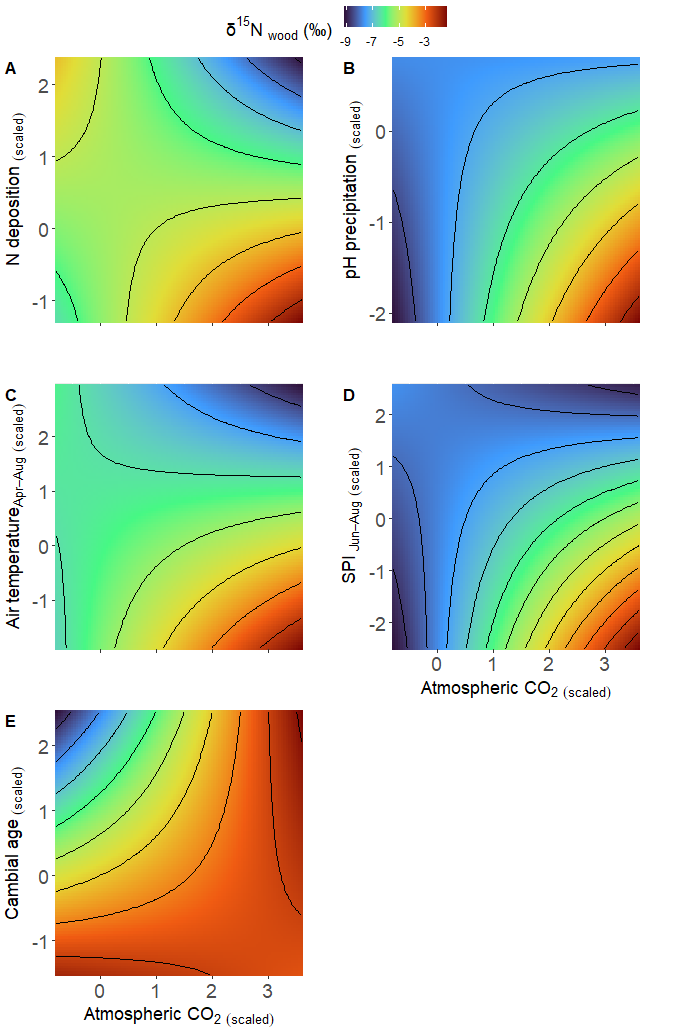 δ¹⁵N wood (‰)
-9 -7 -5 -3
A
N deposition (scaled)
2
1
0
-1
B
pH precipitation (scaled)
0
-1
-2
C
Air temperature Apr–Aug (scaled)
2
1
0
-1
D
SPI Jun–Aug (scaled)
2
1
0
-1
-2
0 1 2 3
Atmospheric CO₂ (scaled)
E
Cambial age (scaled)
2
1
0
-1
0 1 2 3
Atmospheric CO₂ (scaled)